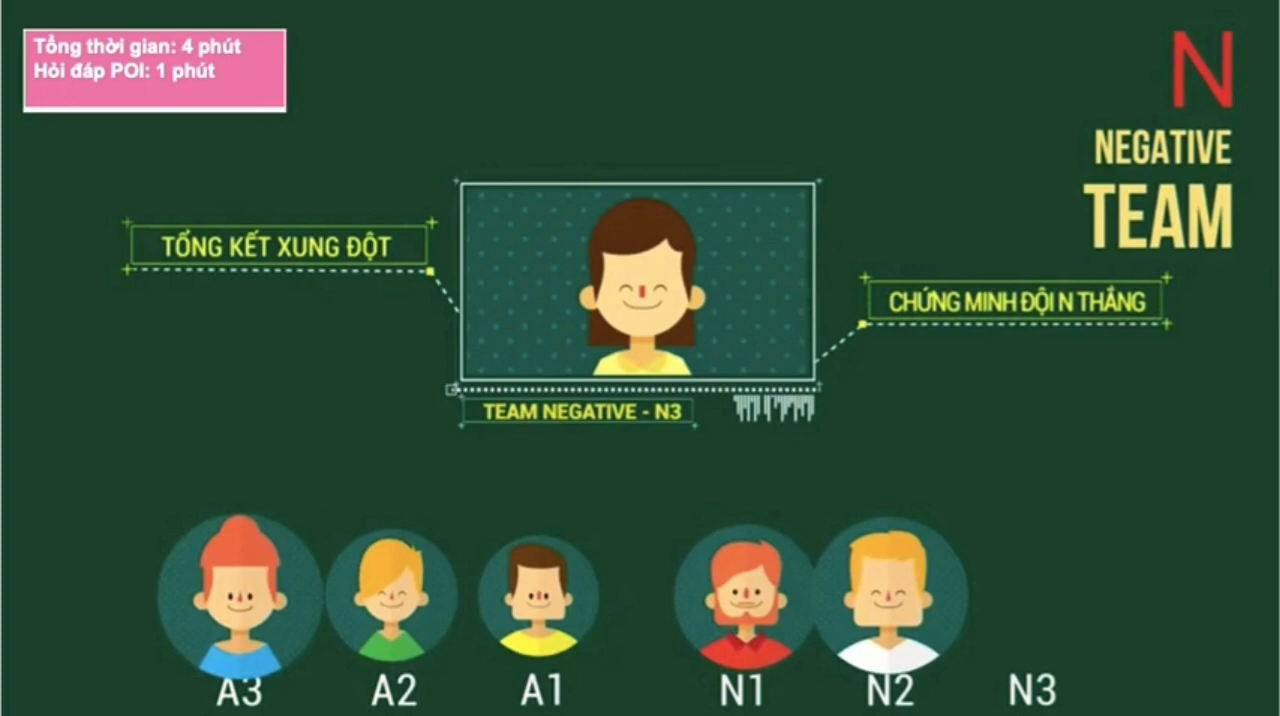 Tổng thời gian: 4 phút
Hỏi đáp POI: 1 phút
N
NEGATIVE
TEAM
TỔNG KẾT XUNG ĐỘT
CHỨNG MINH ĐỘI N THẮNG
TEAM NEGATIVE - N3
A3 A2 A1 N1 N2 N3